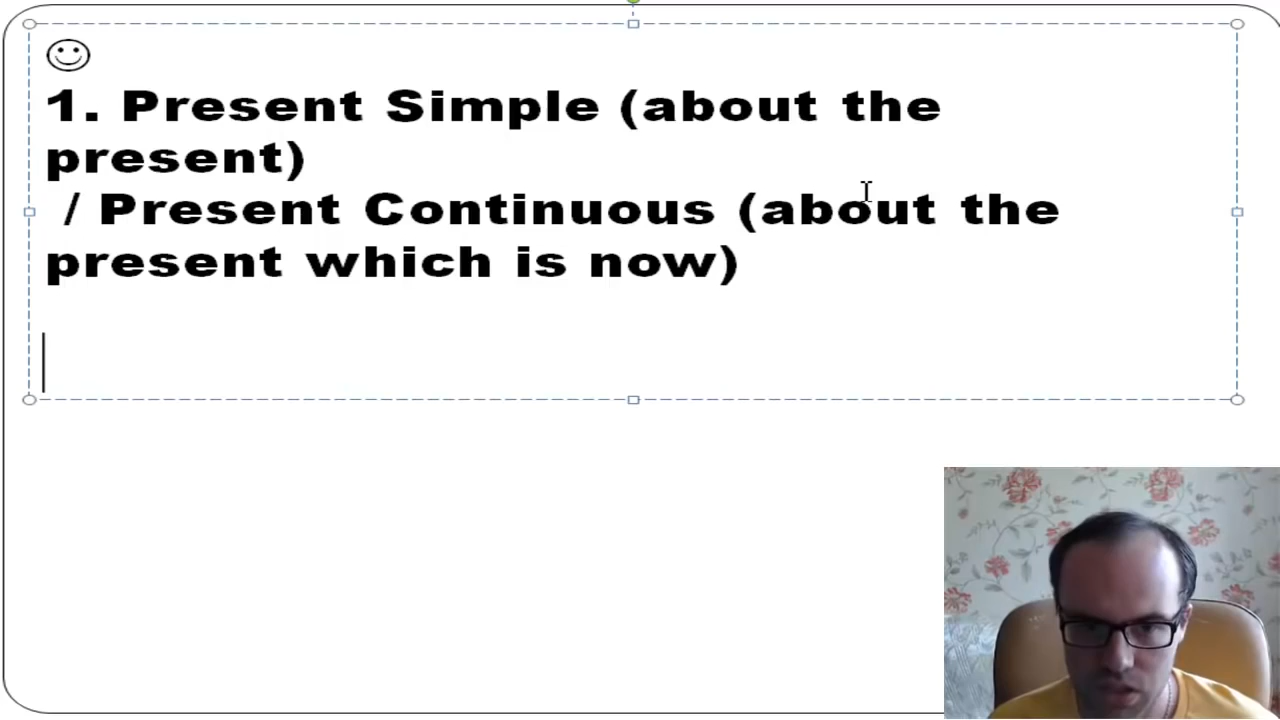 1. Present Simple (about the
present)
/ Present Continuous (about the
present which is now)